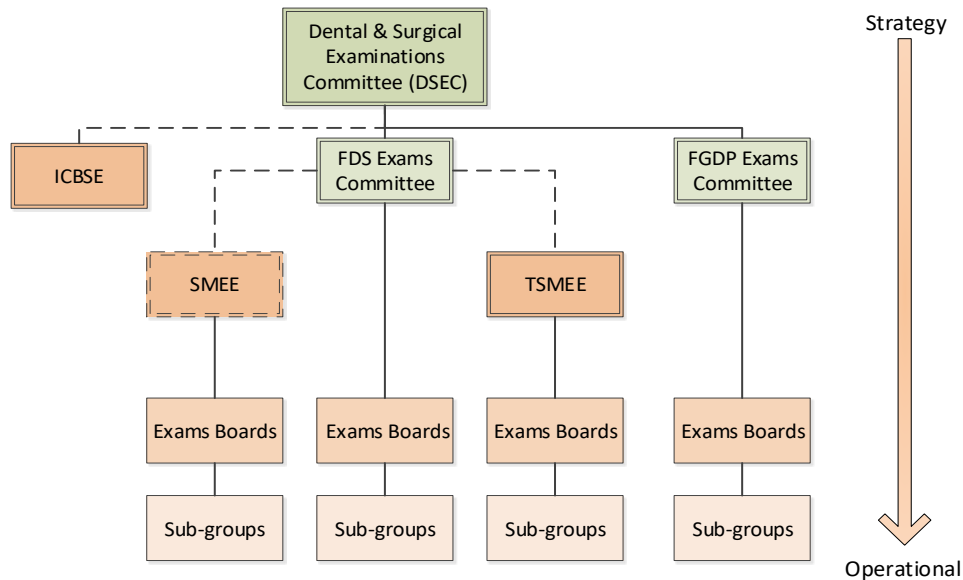 Dental & Surgical
Examinations
Committee (DSEC)
Strategy
ICBSE
FDS Exams
Committee
FGDP Exams
Committee
SMEE
TSMEE
Exams Boards
Exams Boards
Exams Boards
Exams Boards
Sub-groups
Sub-groups
Sub-groups
Sub-groups
Operational